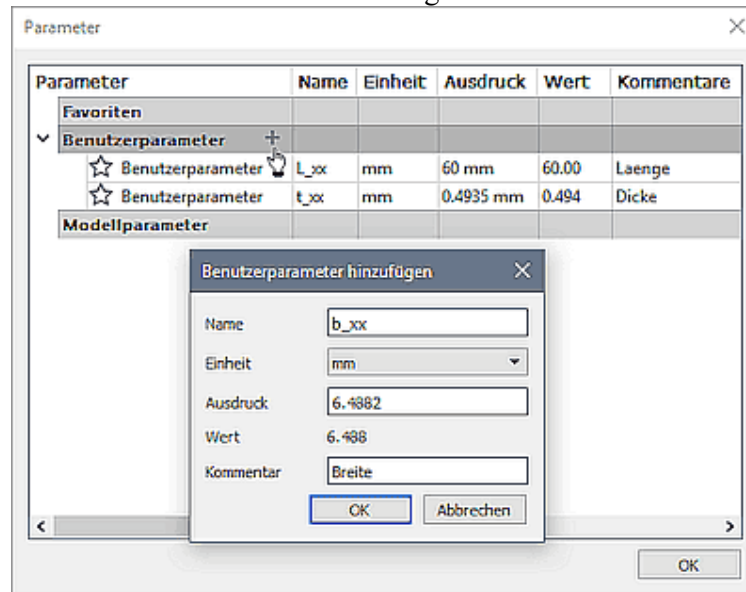 Parameter
Parameter Name Einheit Ausdruck Wert Kommentare
Favoriten
Benutzerparameter +
Benutzerparameter L_xx mm 60 mm 60.00 Laenge
Benutzerparameter t_xx mm 0.4935 mm 0.494 Dicke
Modellparameter
Benutzerparameter hinzufügen
Name b_xx
Einheit mm
Ausdruck 6.4882
Wert 6.488
Kommentar Breite
OK Abbrechen
OK